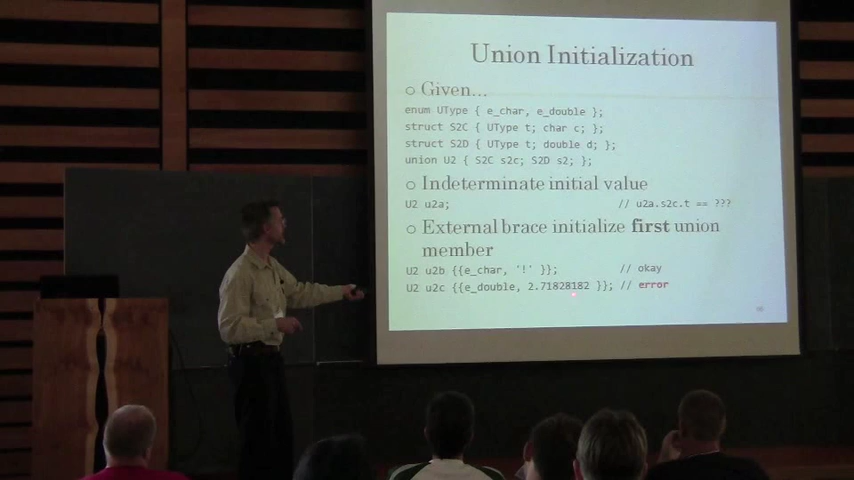 Union Initialization
o Given...
enum UType { e_char, e_double };
struct S2C { UType t; char c; };
struct S2D { UType t; double d; };
union U2 { S2C s2c; S2D s2; };
o Indeterminate initial value
U2 u2a; // u2a.s2c.t == ???
o External brace initialize first union
member
U2 u2b {{e_char, '!' }}; // okay
U2 u2c {{e_double, 2.71828182 }}; // error